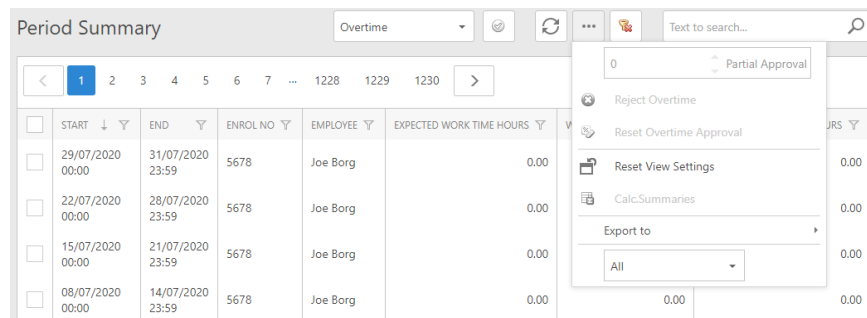 Period Summary
Overtime
Text to search...
0 Partial Approval
1 2 3 4 5 6 7 ... 1228 1229 1230
Reject Overtime
START END ENROL NO EMPLOYEE EXPECTED WORK TIME HOURS
Reset Overtime Approval
29/07/2020 31/07/2020 5678 Joe Borg 0.00 0.00
00:00 23:59
Reset View Settings
22/07/2020 28/07/2020 5678 Joe Borg 0.00 0.00
00:00 23:59
Calc.Summaries
Export to
15/07/2020 21/07/2020 5678 Joe Borg 0.00 0.00
00:00 23:59
All
08/07/2020 14/07/2020 5678 Joe Borg 0.00 0.00 0.00
00:00 23:59